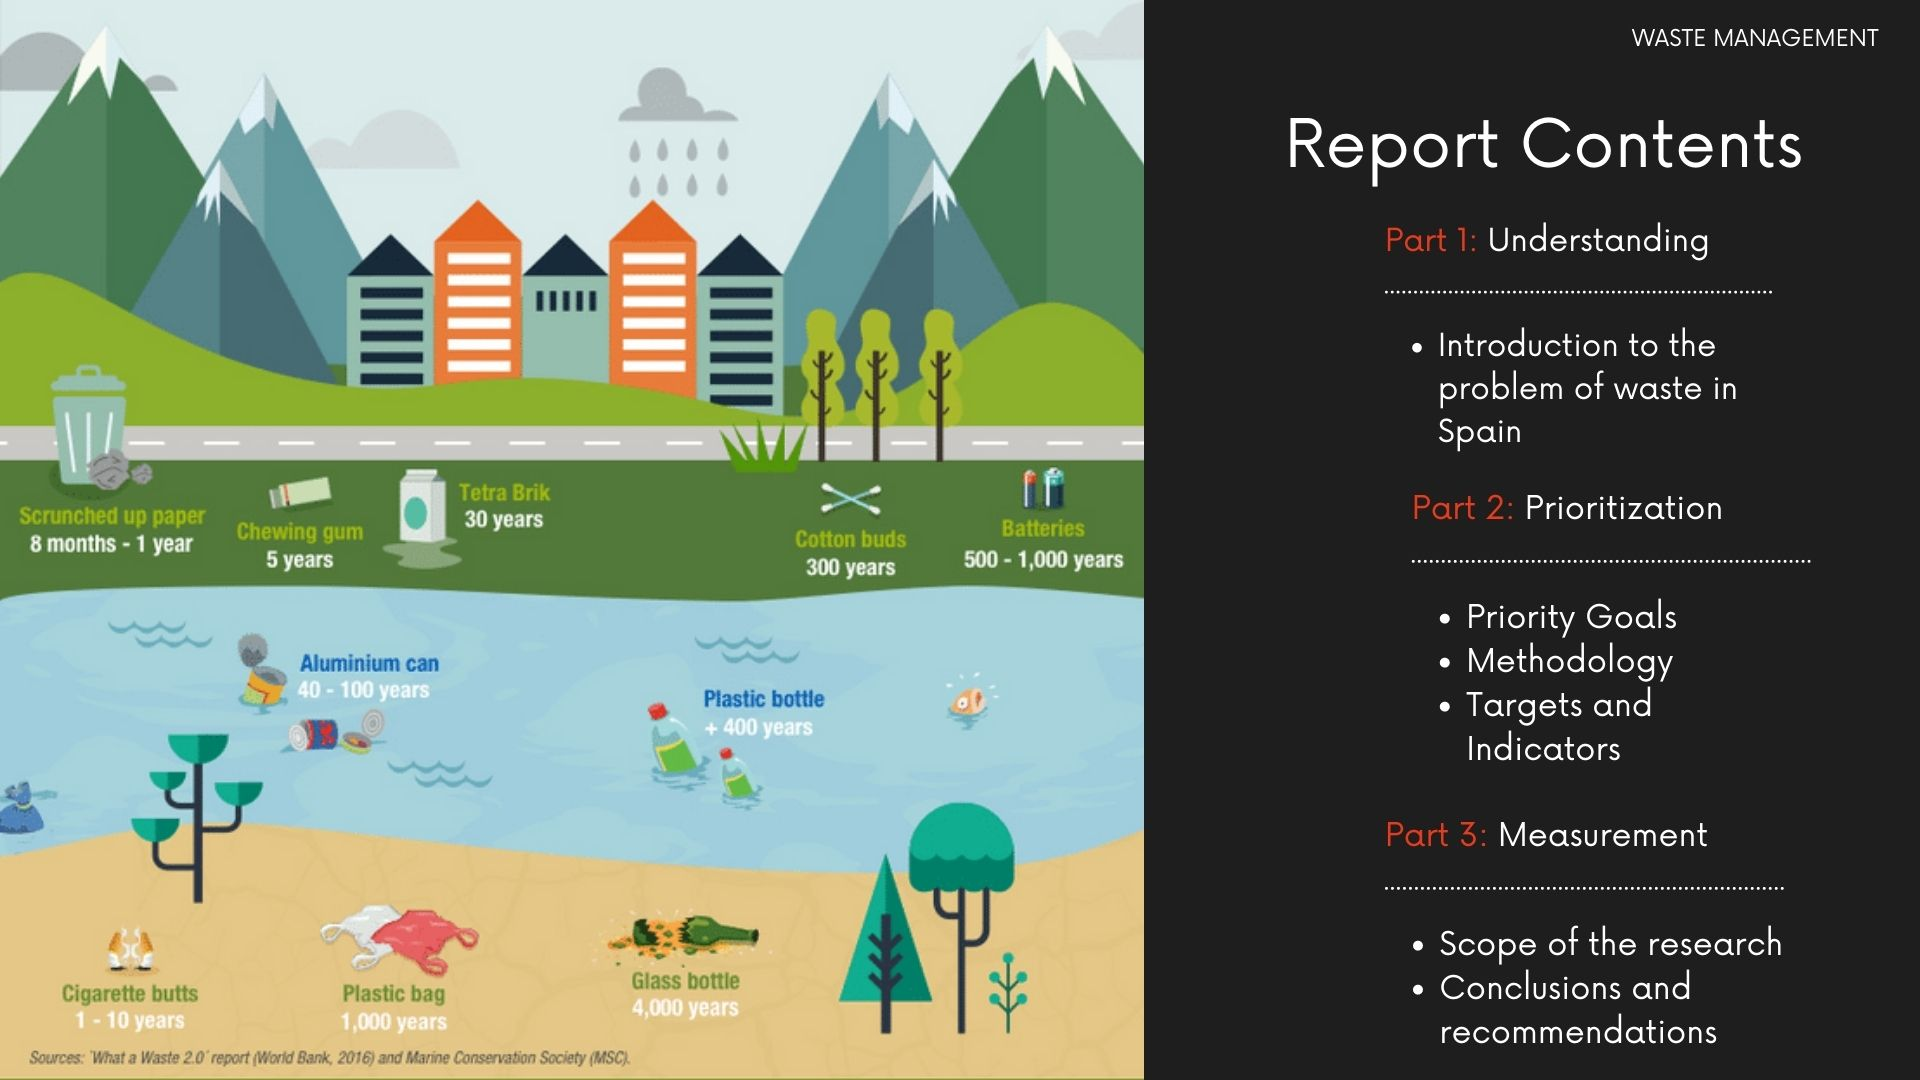 WASTE MANAGEMENT
Report Contents
Part 1: Understanding
Introduction to the
problem of waste in
Spain
Part 2: Prioritization
Priority Goals
Methodology
Targets and
Indicators
Part 3: Measurement
Scope of the research
Conclusions and
recommendations
Scrunched up paper
8 months - 1 year
Chewing gum
5 years
Tetra Brik
30 years
Cotton buds
300 years
Batteries
500 - 1,000 years
Aluminium can
40 - 100 years
Plastic bottle
+ 400 years
Cigarette butts
1 - 10 years
Plastic bag
1,000 years
Glass bottle
4,000 years
Sources: 'What a Waste 2.0' report (World Bank, 2016) and Marine Conservation Society (MSC).